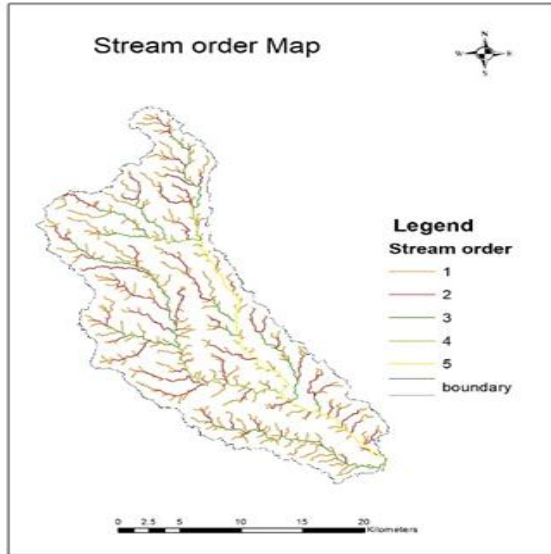 Stream order Map
N
W E
S
Legend
Stream order
1
2
3
4
5
boundary
0 2.5 5 10 15 20
Kilometers